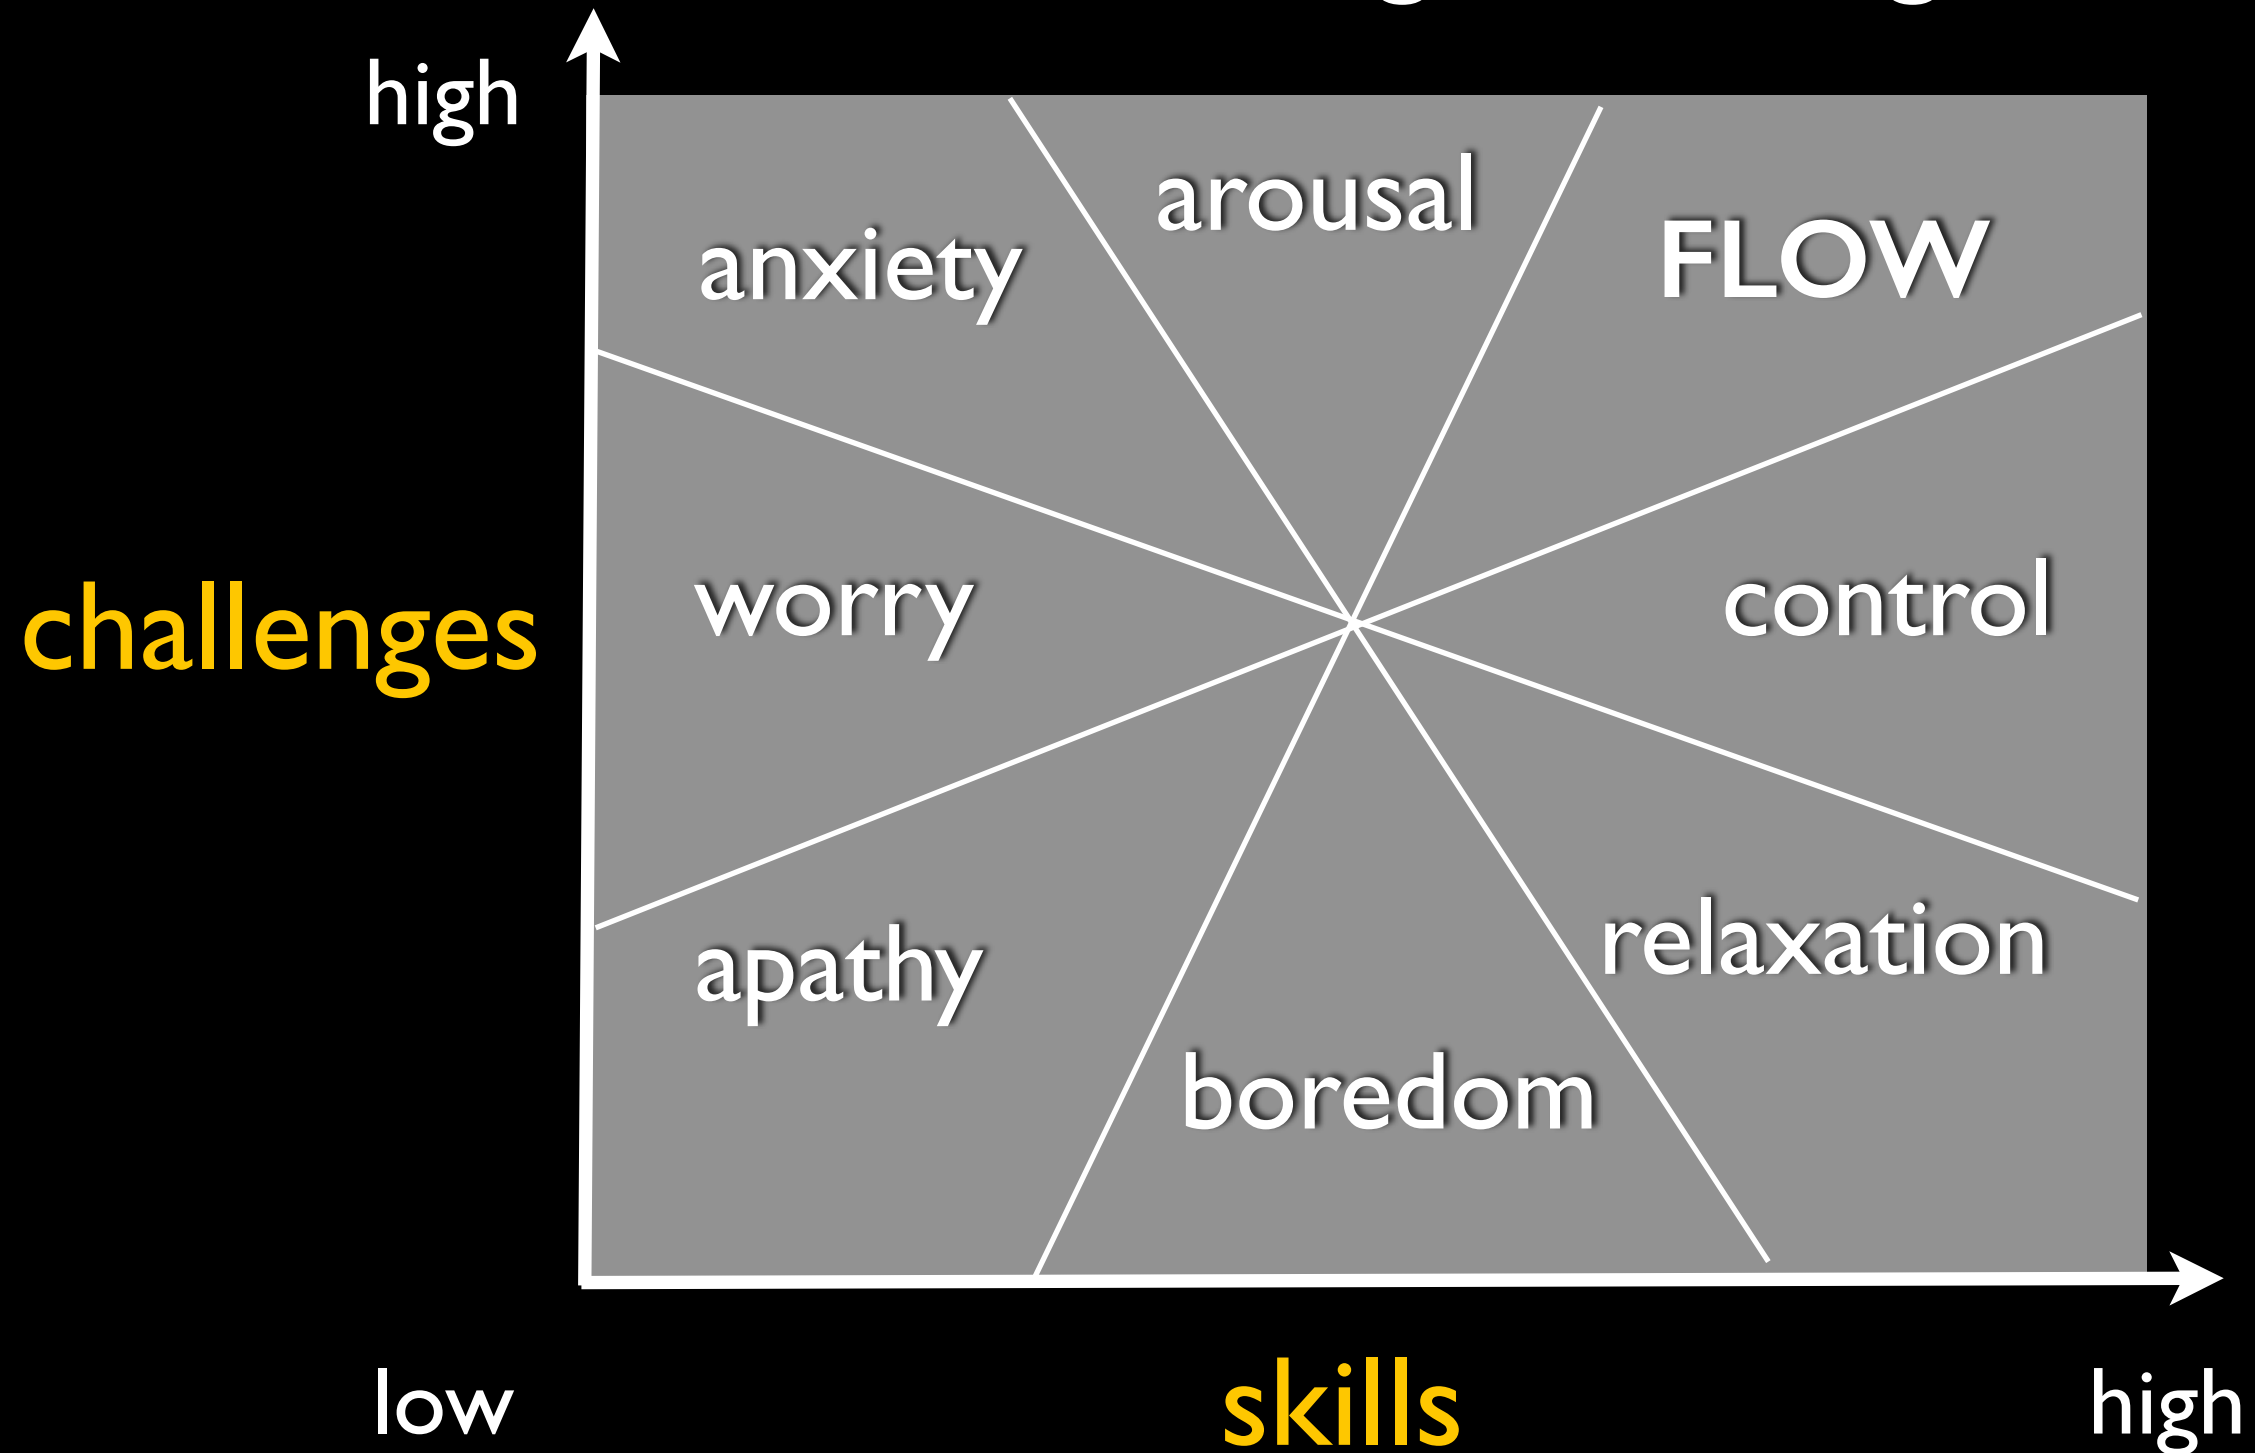 high
arousal
anxiety
FLOW
challenges
worry
control
apathy
relaxation
boredom
low
skills
high